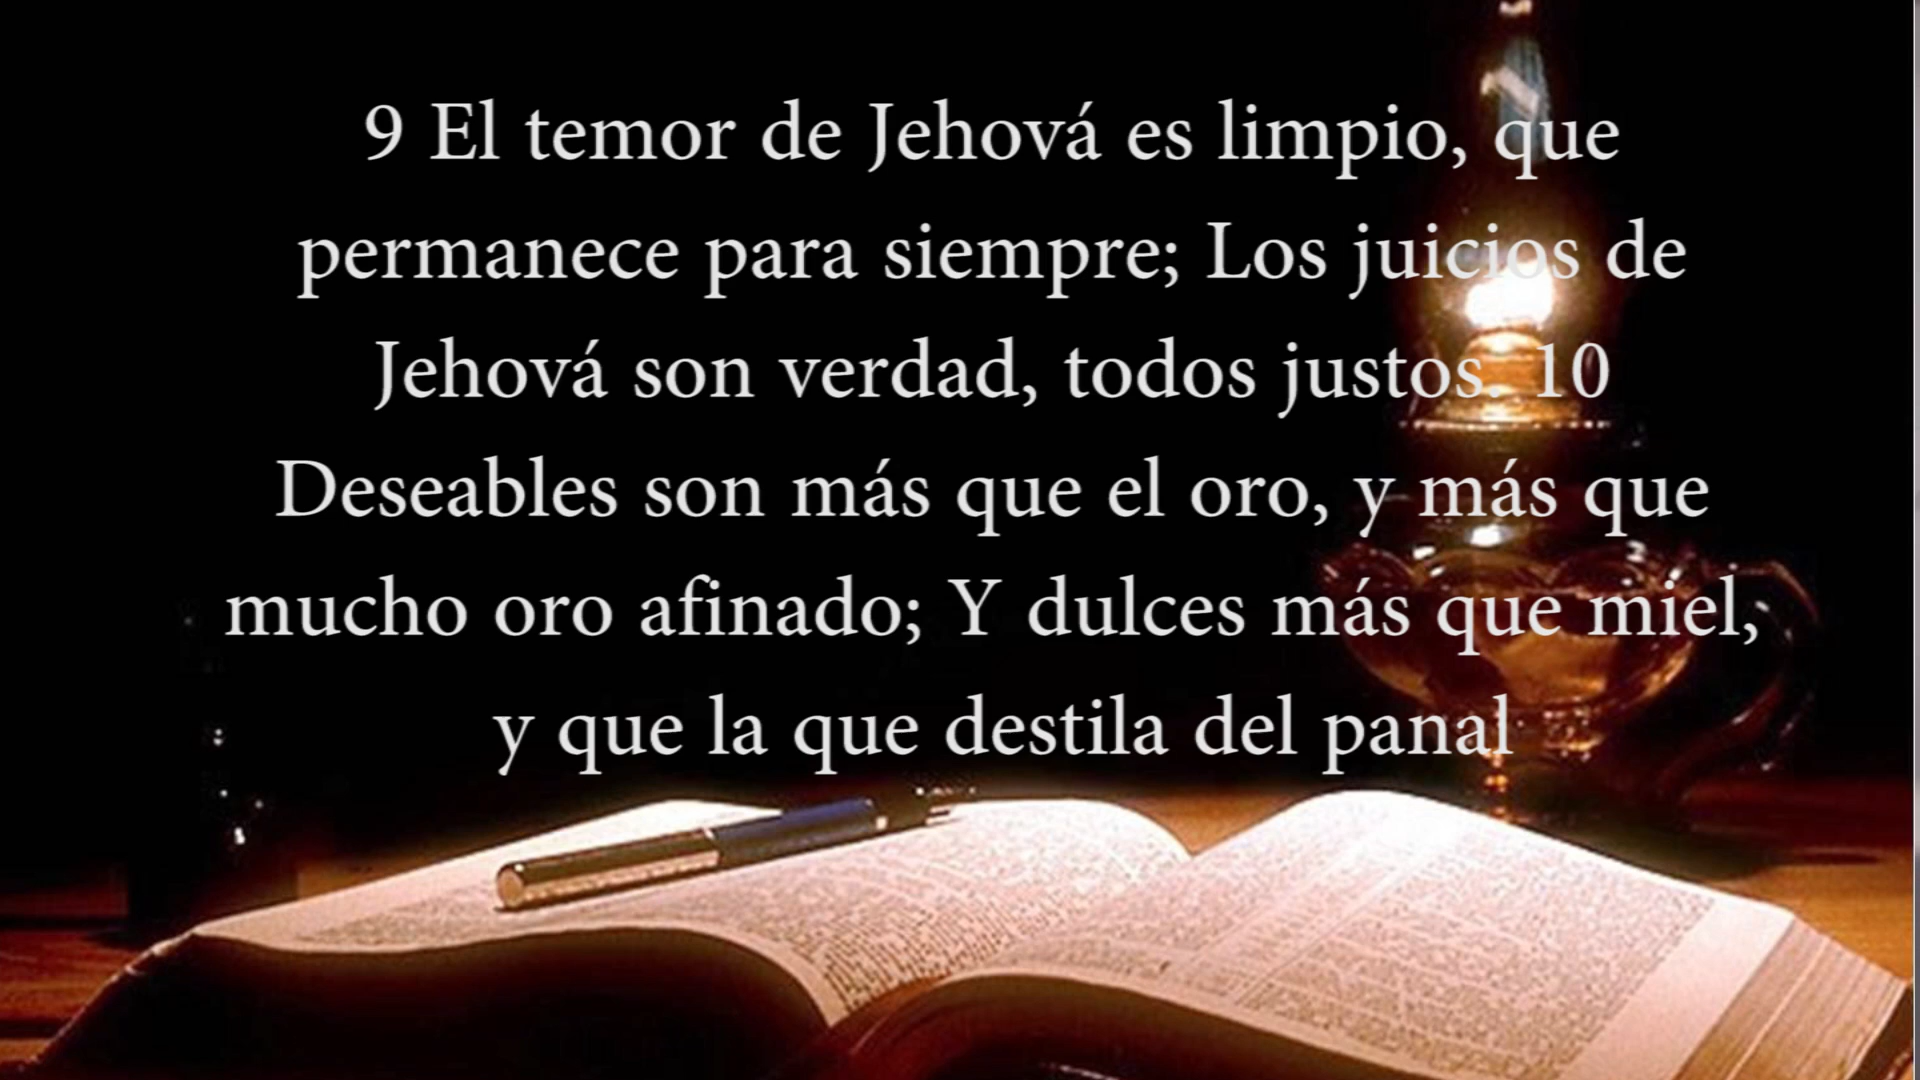 9 El temor de Jehová es limpio, que
permanece para siempre; Los juicios de
Jehová son verdad, todos justos. 10
Deseables son más que el oro, y más que
mucho oro afinado; Y dulces más que miel,
y que la que destila del panal